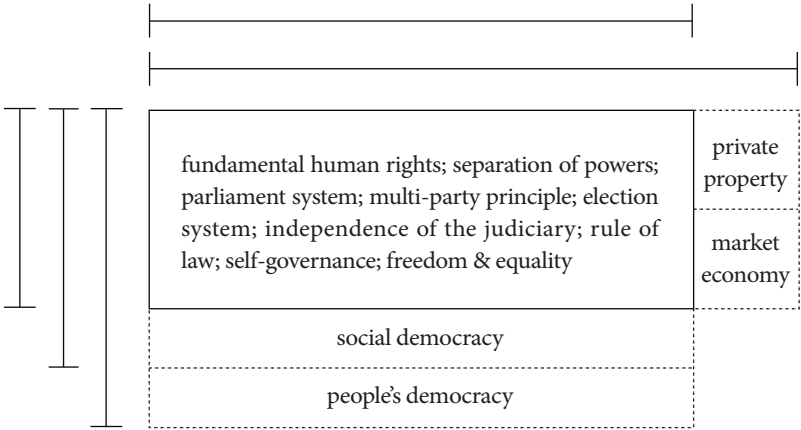 fundamental human rights; separation of powers;
parliament system; multi-party principle; election
system; independence of the judiciary; rule of
law; self-governance; freedom & equality
private
property
market
economy
social democracy
people's democracy